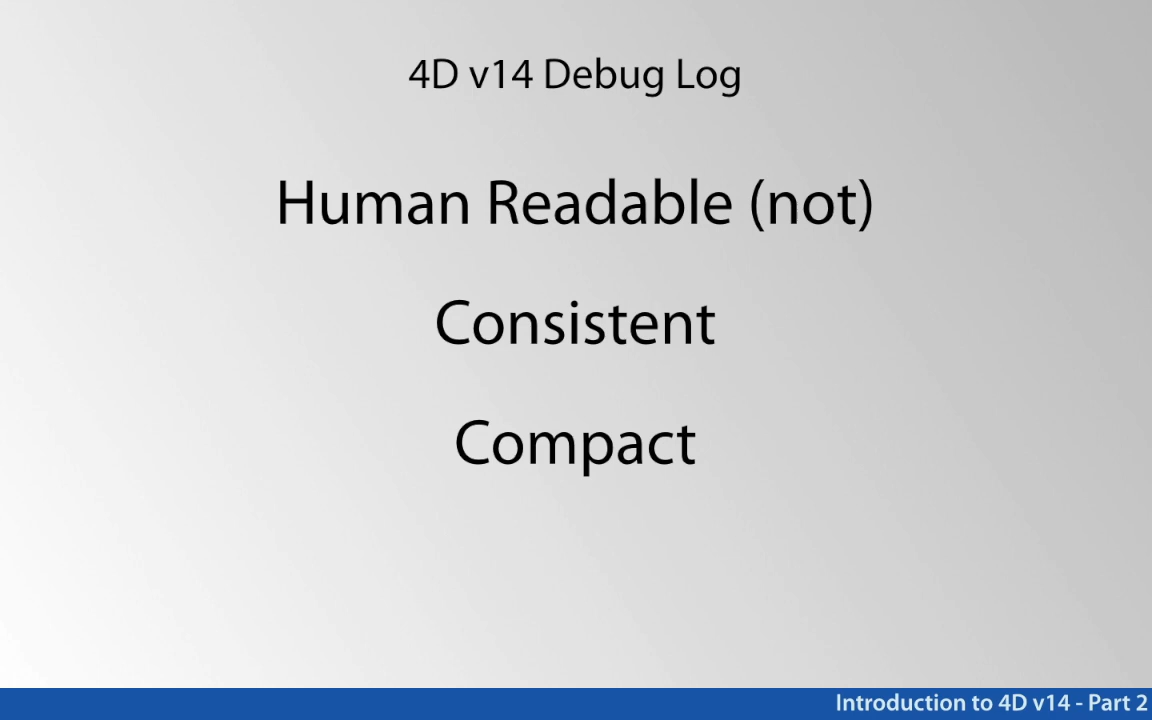 4D v14 Debug Log
Human Readable (not)
Consistent
Compact
Introduction to 4D v14 - Part 2